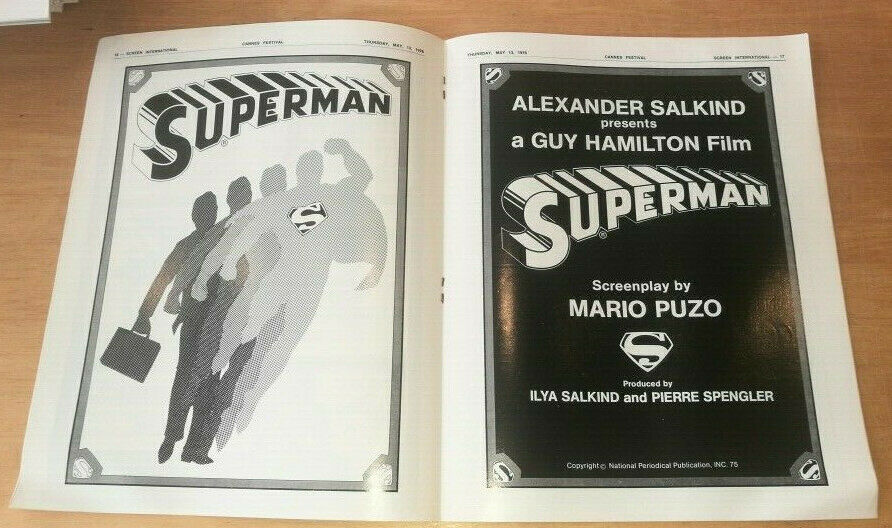 16 — SCREEN INTERNATIONAL CANNES FESTIVAL THURSDAY, MAY, 13, 1976
SUPERMAN
®
S
THURSDAY, MAY 13, 1976 CANNES FESTIVAL SCREEN INTERNATIONAL — 17
ALEXANDER SALKIND
presents
a GUY HAMILTON Film
SUPERMAN
®
Screenplay by
MARIO PUZO
S
Produced by
ILYA SALKIND and PIERRE SPENGLER
Copyright © National Periodical Publication, INC. 75